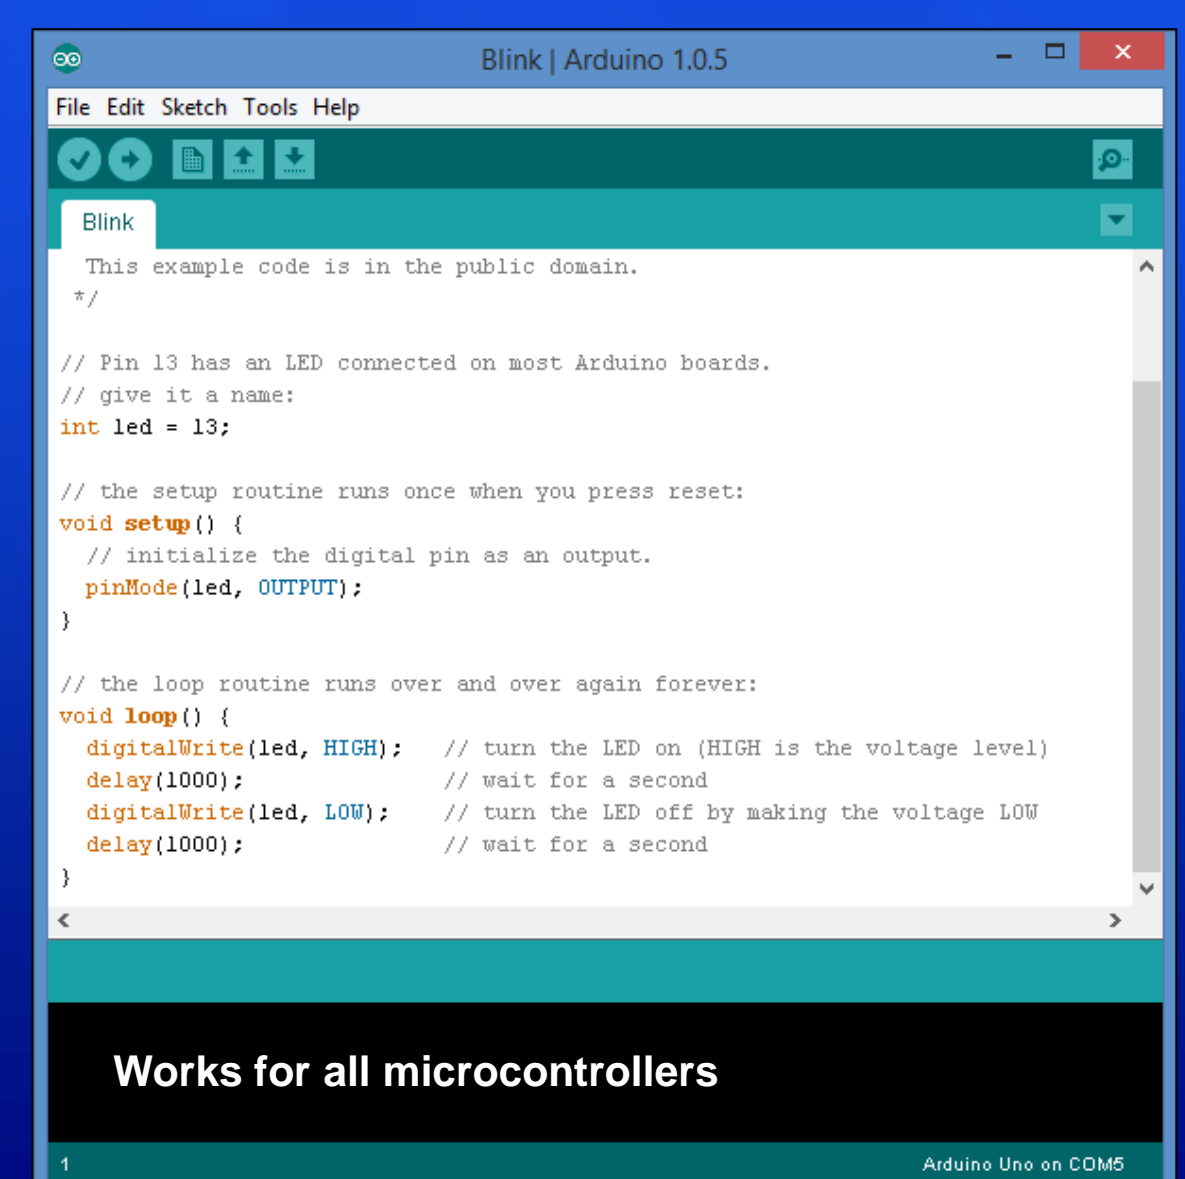 Blink | Arduino 1.0.5
File Edit Sketch Tools Help
Blink
This example code is in the public domain.
*/
// Pin 13 has an LED connected on most Arduino boards.
// give it a name:
int led = 13;
// the setup routine runs once when you press reset:
void setup() {
// initialize the digital pin as an output.
pinMode(led, OUTPUT);
}
// the loop routine runs over and over again forever:
void loop() {
digitalWrite(led, HIGH);   // turn the LED on (HIGH is the voltage level)
delay(1000);               // wait for a second
digitalWrite(led, LOW);    // turn the LED off by making the voltage LOW
delay(1000);               // wait for a second
}
Works for all microcontrollers
1 Arduino Uno on COM5